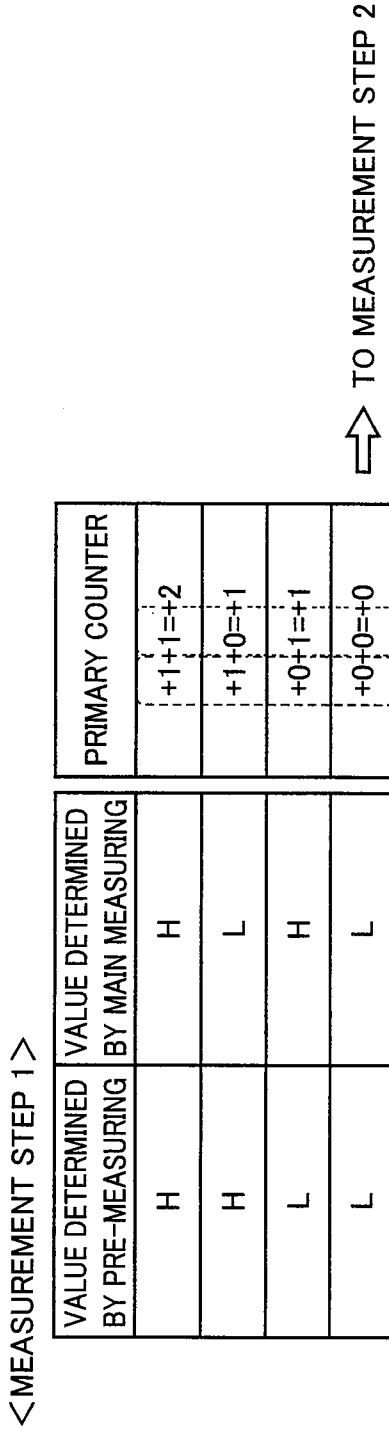 <MEASUREMENT STEP 1>
VALUE DETERMINED BY PRE-MEASURING VALUE DETERMINED BY MAIN MEASURING PRIMARY COUNTER
H H +1+1=+2
H L +1+0=+1
L H +0+1=+1
L L +0+0=+0
TO MEASUREMENT STEP 2